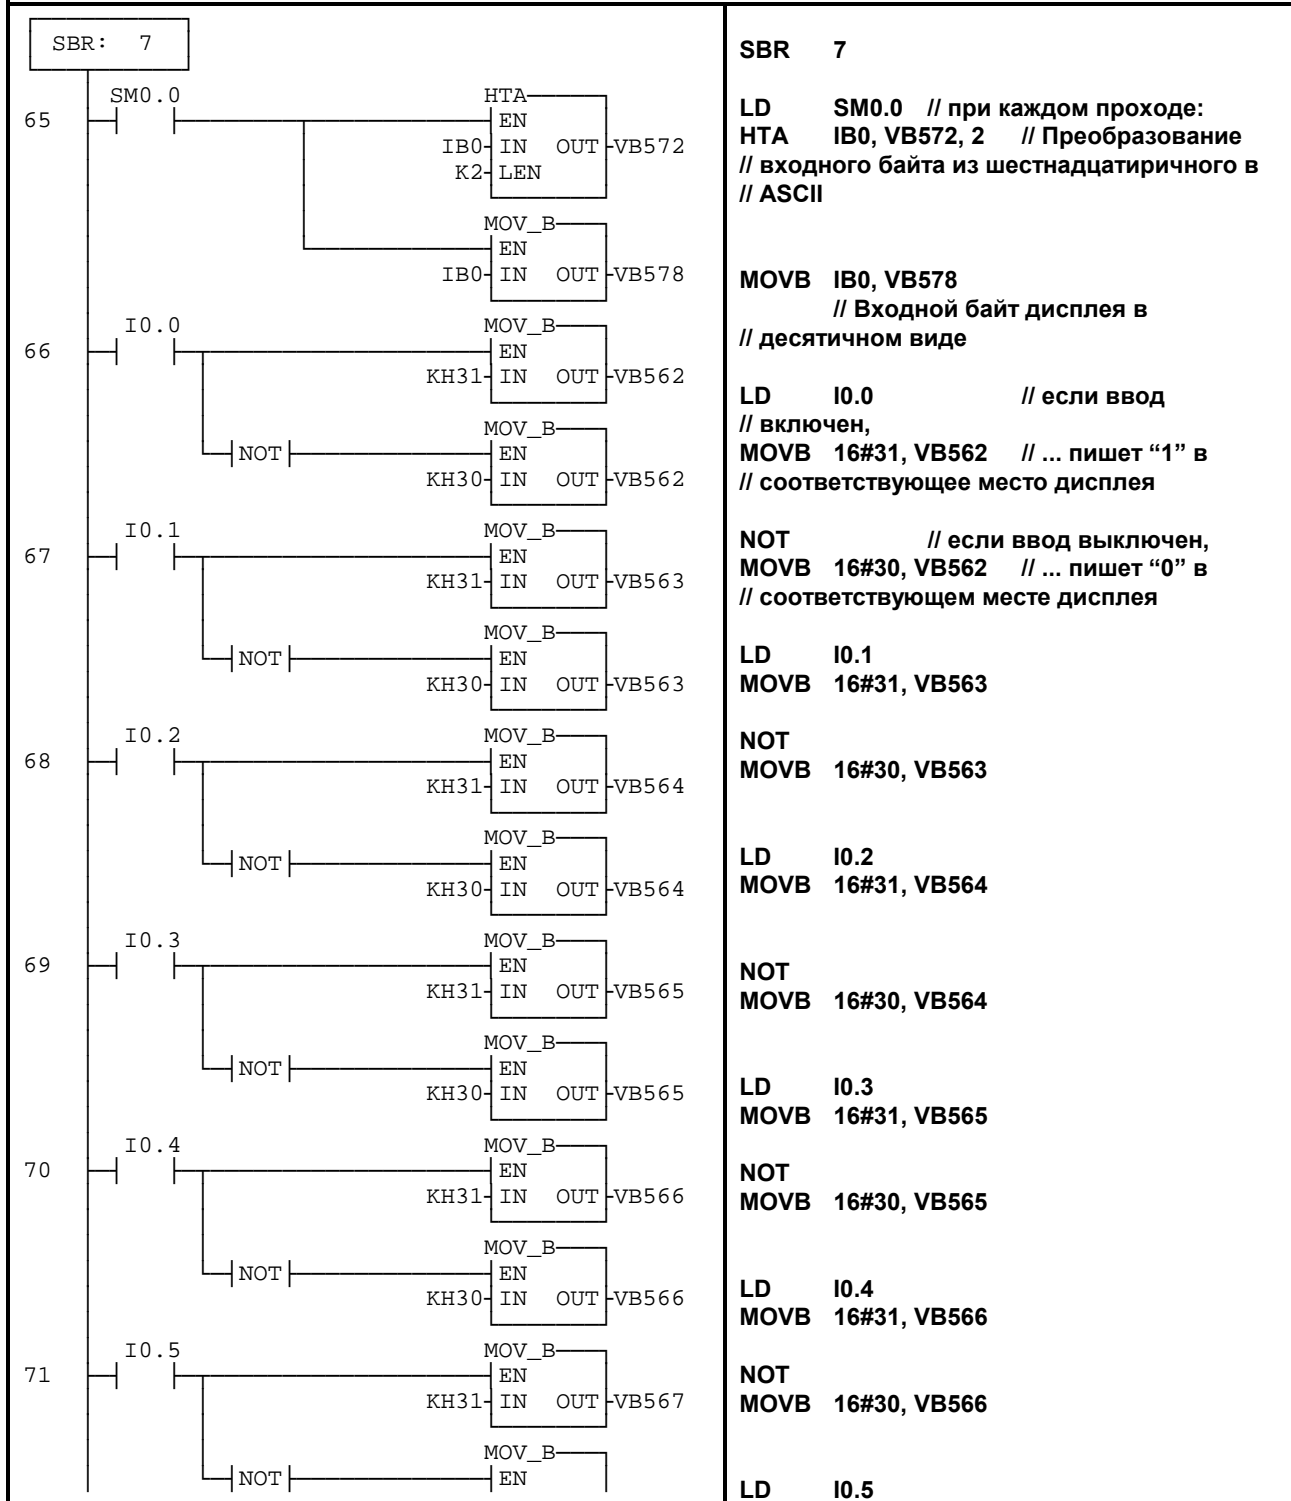 SBR: 7
SM0.0 HTA
65 EN
IB0 IN OUT VB572
K2 LEN
MOV_B
EN
IB0 IN OUT VB578
I0.0 MOV_B
66 EN
KH31 IN OUT VB562
MOV_B
NOT EN
KH30 IN OUT VB562
I0.1 MOV_B
67 EN
KH31 IN OUT VB563
MOV_B
NOT EN
KH30 IN OUT VB563
I0.2 MOV_B
68 EN
KH31 IN OUT VB564
MOV_B
NOT EN
KH30 IN OUT VB564
I0.3 MOV_B
69 EN
KH31 IN OUT VB565
MOV_B
NOT EN
KH30 IN OUT VB565
I0.4 MOV_B
70 EN
KH31 IN OUT VB566
MOV_B
NOT EN
KH30 IN OUT VB566
I0.5 MOV_B
71 EN
KH31 IN OUT VB567
MOV_B
NOT EN
SBR 7
LD SM0.0 // при каждом проходе:
HTA IB0, VB572, 2 // Преобразование
// входного байта из шестнадцатиричного в
// ASCII
MOVB IB0, VB578
// Входной байт дисплея в
// десятичном виде
LD I0.0 // если ввод
// включен,
MOVB 16#31, VB562 // ... пишет “1” в
// соответствующее место дисплея
NOT // если ввод выключен,
MOVB 16#30, VB562 // ... пишет “0” в
// соответствующем месте дисплея
LD I0.1
MOVB 16#31, VB563
NOT
MOVB 16#30, VB563
LD I0.2
MOVB 16#31, VB564
NOT
MOVB 16#30, VB564
LD I0.3
MOVB 16#31, VB565
NOT
MOVB 16#30, VB565
LD I0.4
MOVB 16#31, VB566
NOT
MOVB 16#30, VB566
LD I0.5